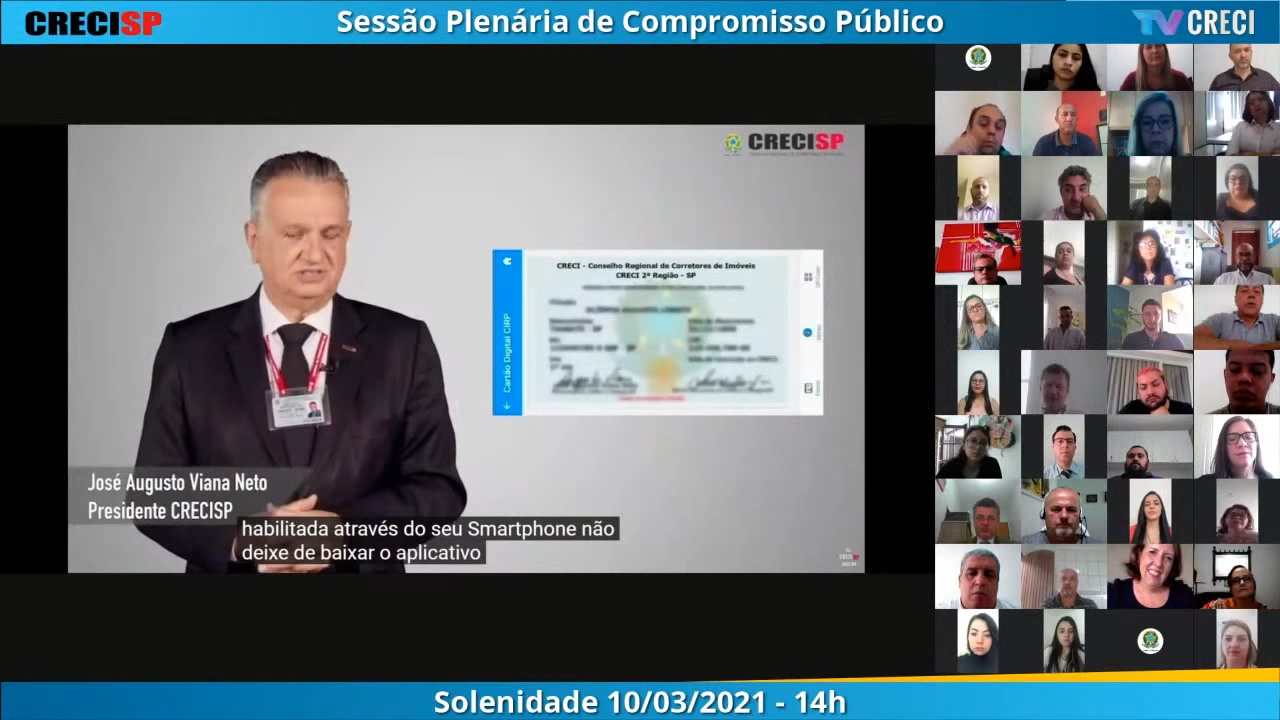 CRECISP
Sessão Plenária de Compromisso Público
TV CRECI
CRECISP
CRECI - Conselho Regional de Corretores de Imóveis
CRECI 2ª Região - SP
Cartão Digital CIRP
José Augusto Viana Neto
Presidente CRECISP
habilitada através do seu Smartphone não
deixe de baixar o aplicativo
Solenidade 10/03/2021 - 14h